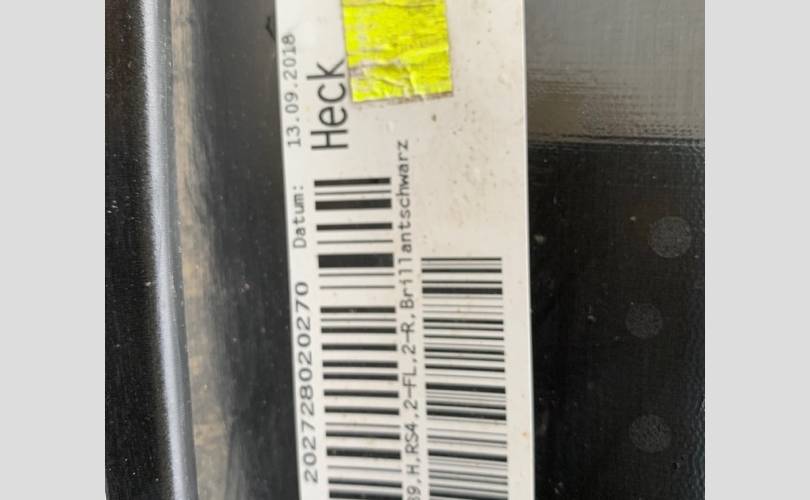 202728020270 Datum: 13.09.2018
Heck
89,H,RS4,2-FL,2-R,Brillantschwarz